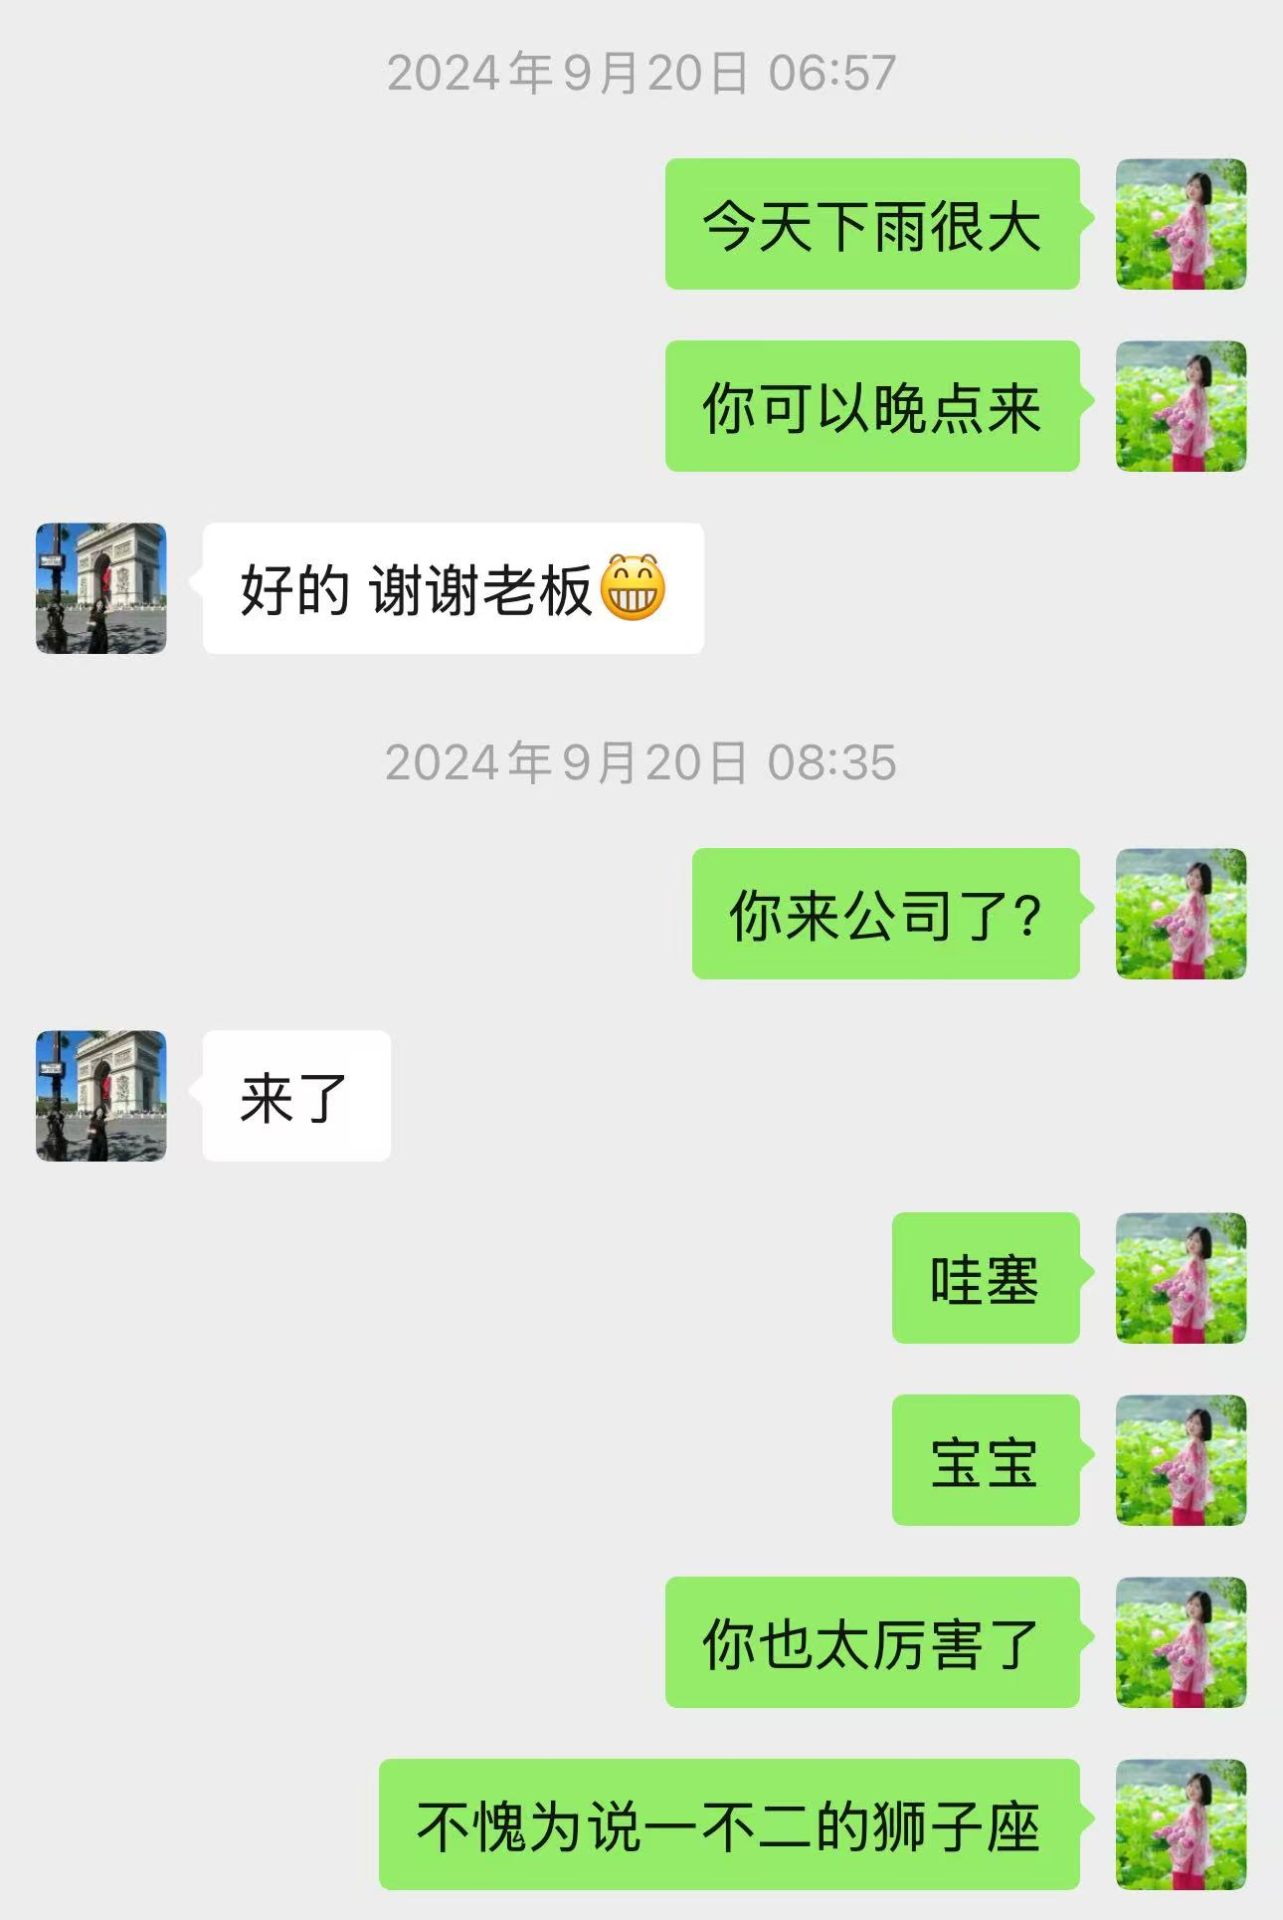 2024年9月20日 06:57
今天下雨很大
你可以晚点来
好的 谢谢老板😁
2024年9月20日 08:35
你来公司了?
来了
哇塞
宝宝
你也太厉害了
不愧为说一不二的狮子座